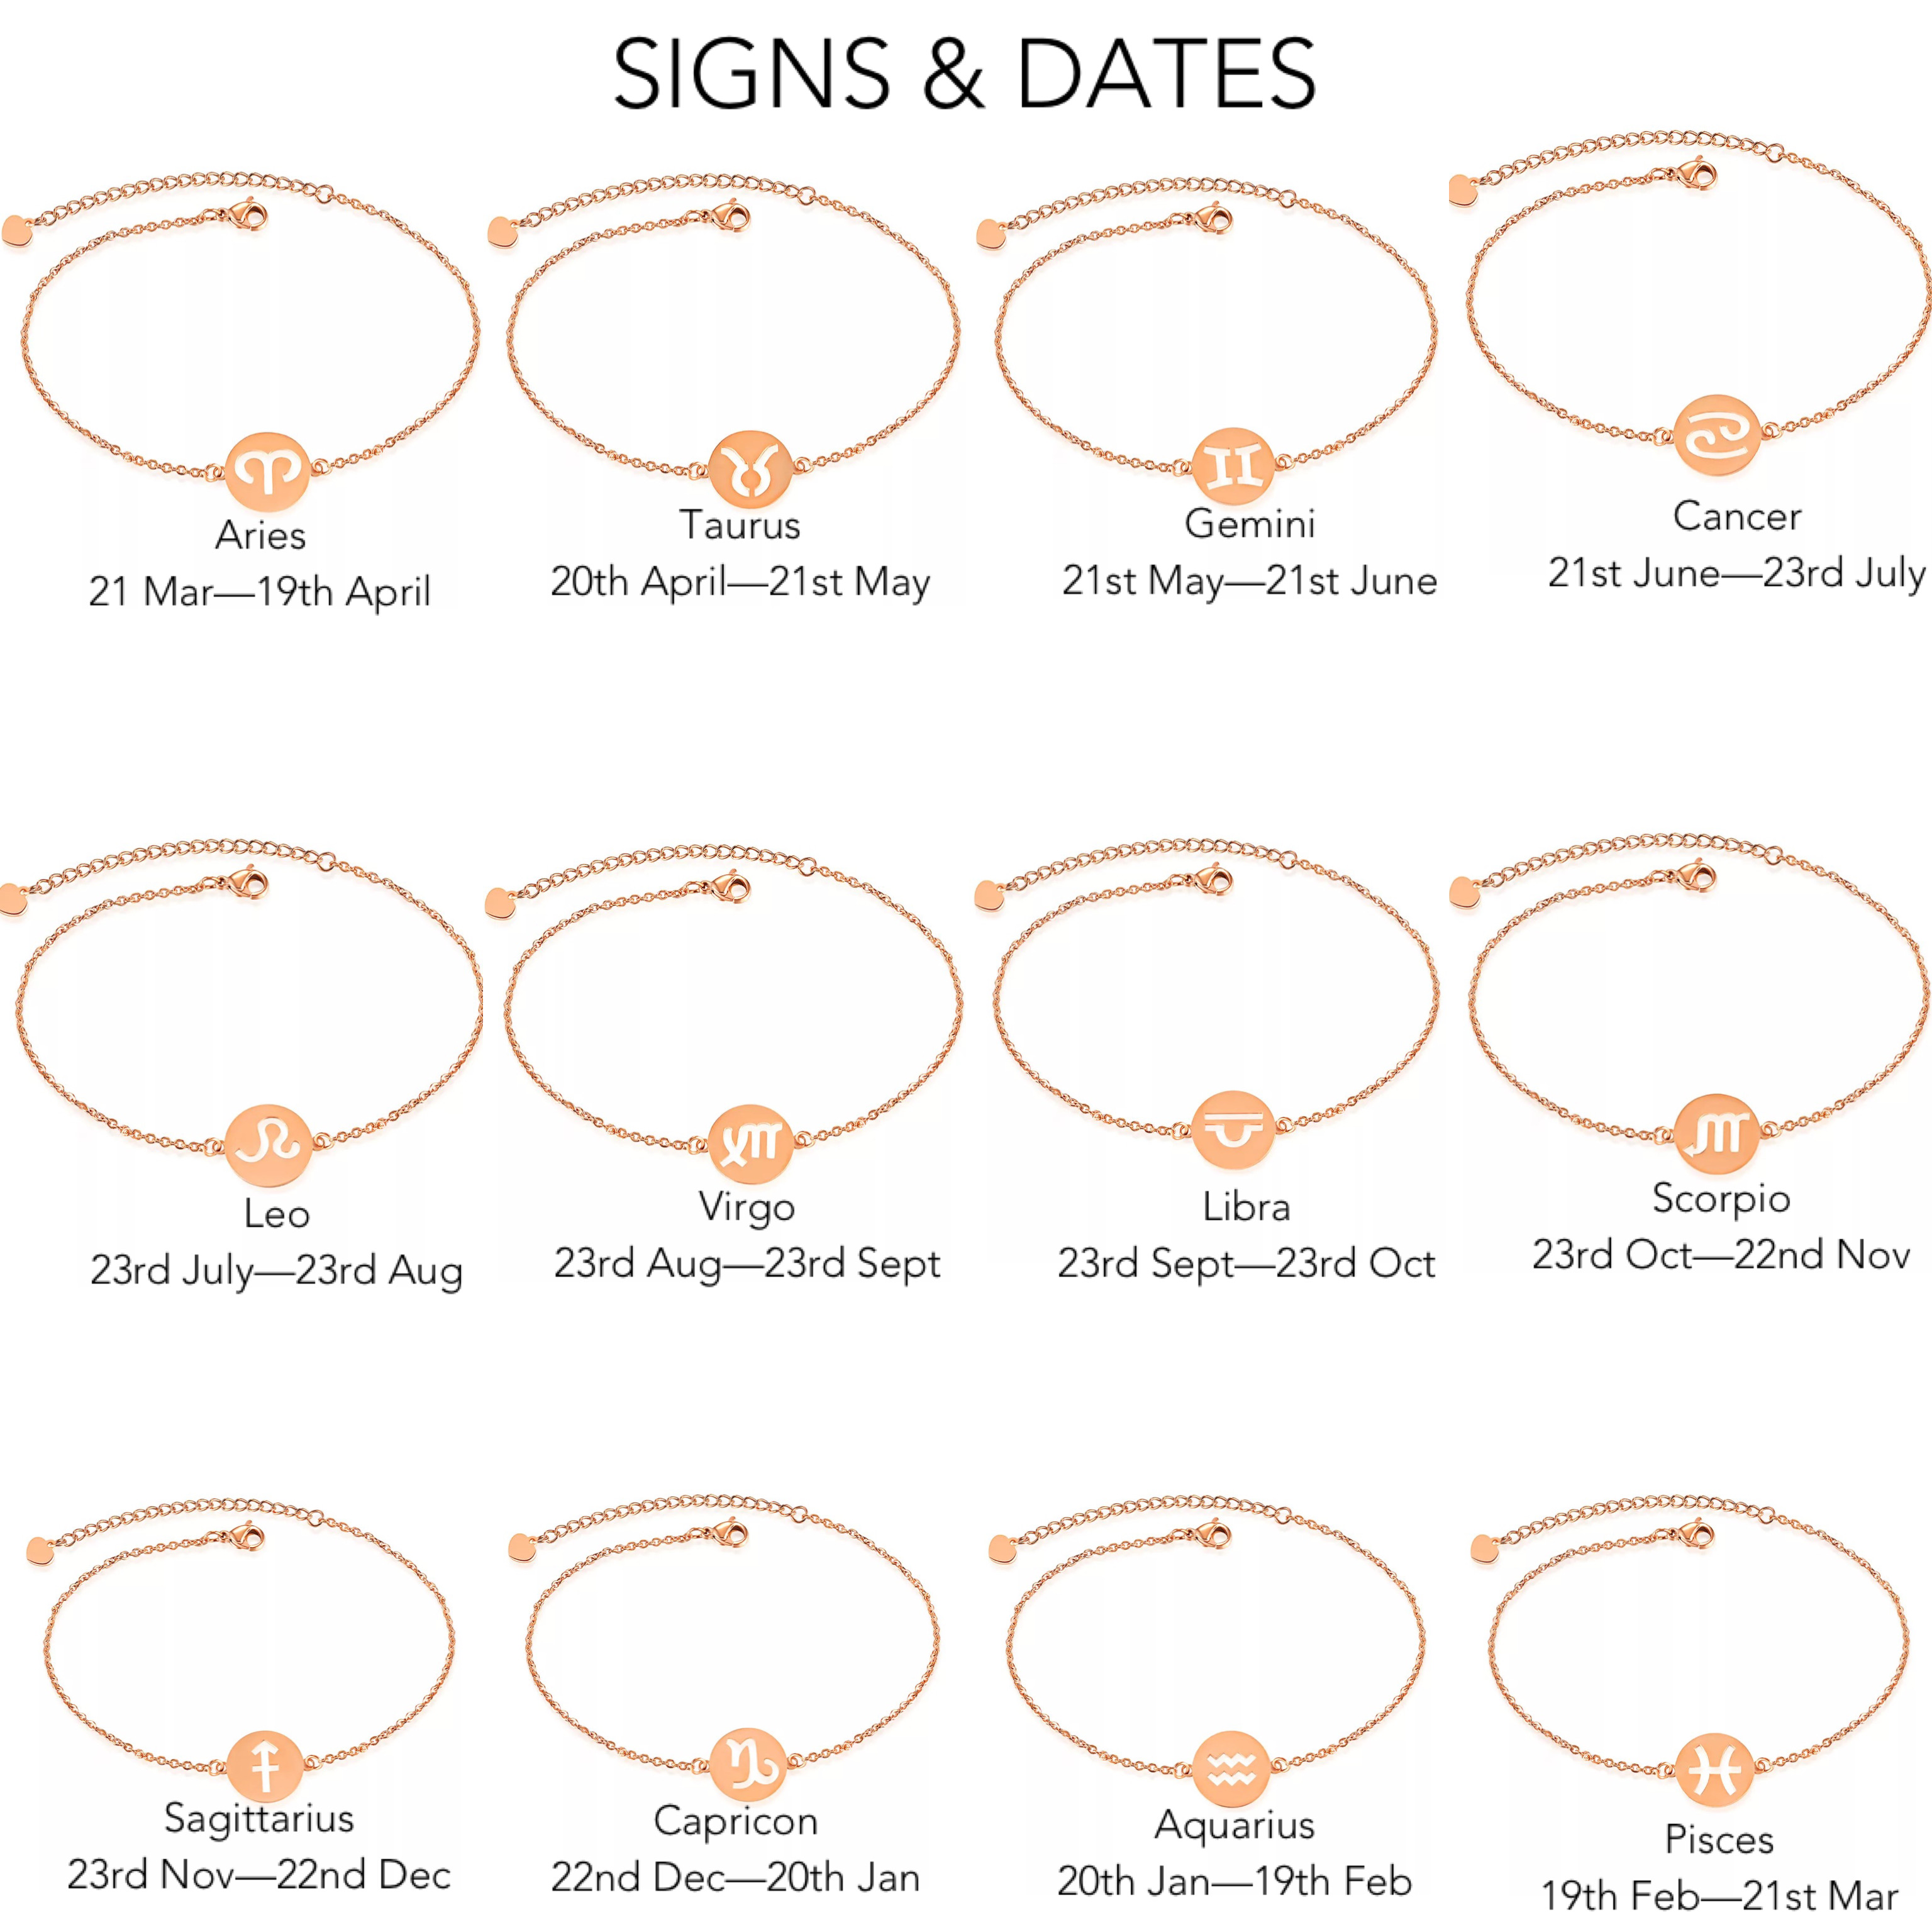 SIGNS & DATES
Aries
21 Mar—19th April
Taurus
20th April—21st May
Gemini
21st May—21st June
Cancer
21st June—23rd July
Leo
23rd July—23rd Aug
Virgo
23rd Aug—23rd Sept
Libra
23rd Sept—23rd Oct
Scorpio
23rd Oct—22nd Nov
Sagittarius
23rd Nov—22nd Dec
Capricon
22nd Dec—20th Jan
Aquarius
20th Jan—19th Feb
Pisces
19th Feb—21st Mar